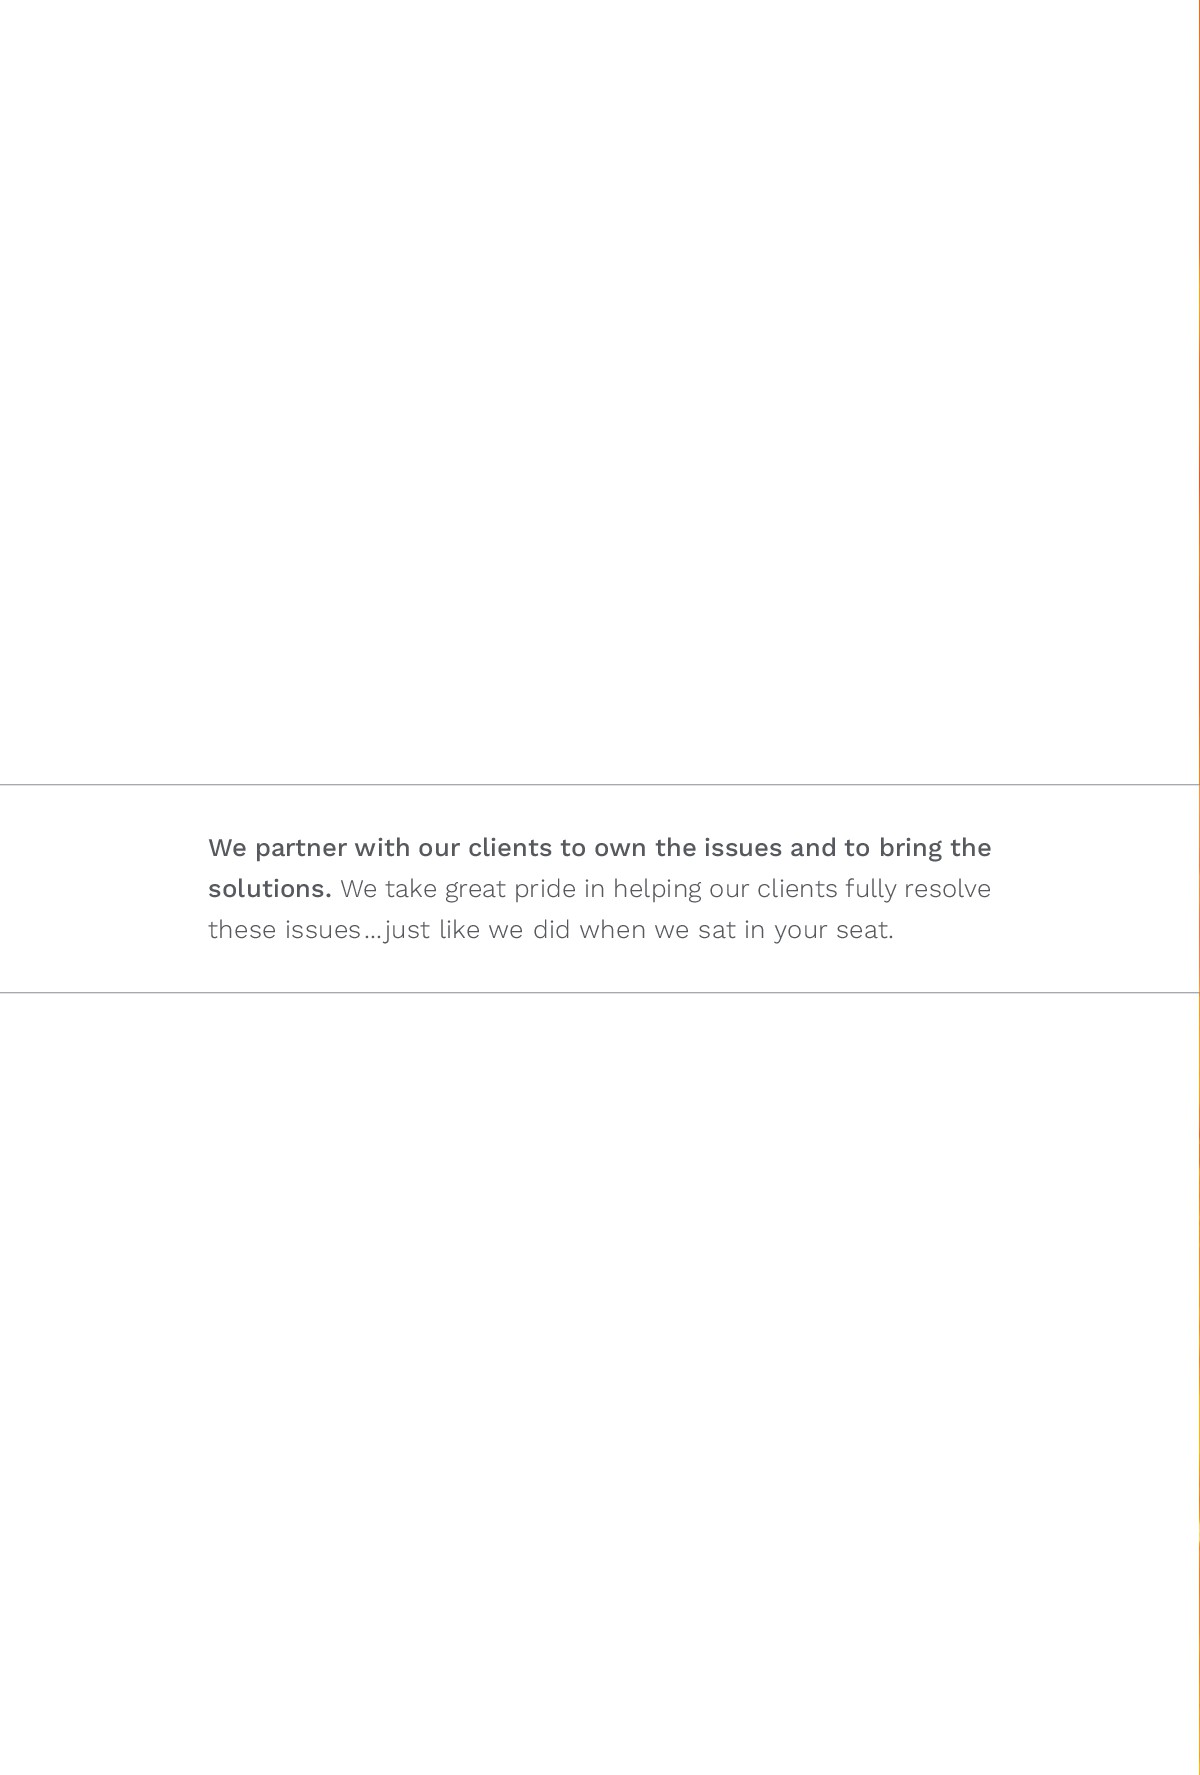 We partner with our clients to own the issues and to bring the
solutions. We take great pride in helping our clients fully resolve
these issues…just like we did when we sat in your seat.